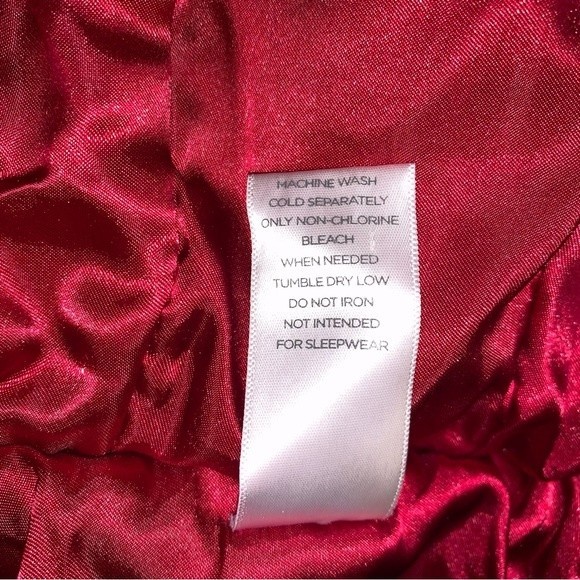 MACHINE WASH
COLD SEPARATELY
ONLY NON-CHLORINE
BLEACH
WHEN NEEDED
TUMBLE DRY LOW
DO NOT IRON
NOT INTENDED
FOR SLEEPWEAR